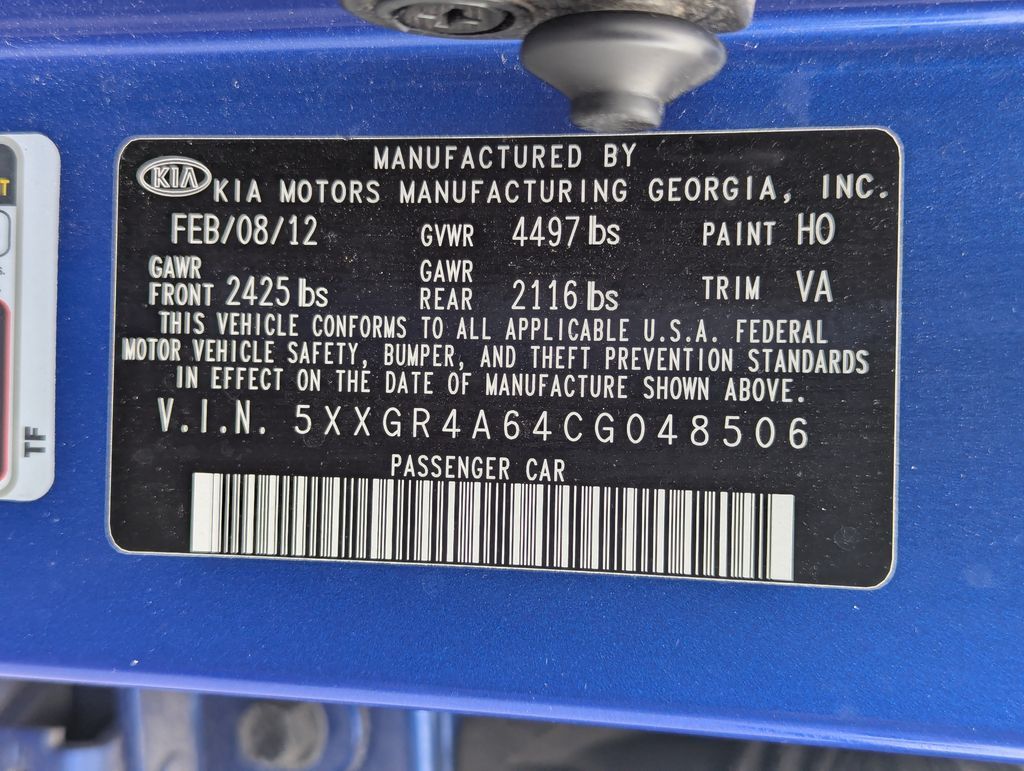 MANUFACTURED BY
KIA KIA MOTORS MANUFACTURING GEORGIA, INC.
FEB/08/12 GVWR 4497 lbs PAINT HO
GAWR FRONT 2425 lbs GAWR REAR 2116 lbs TRIM VA
THIS VEHICLE CONFORMS TO ALL APPLICABLE U.S.A. FEDERAL
MOTOR VEHICLE SAFETY, BUMPER, AND THEFT PREVENTION STANDARDS
IN EFFECT ON THE DATE OF MANUFACTURE SHOWN ABOVE.
V.I.N. 5XXGR4A64CG048506
PASSENGER CAR
TF